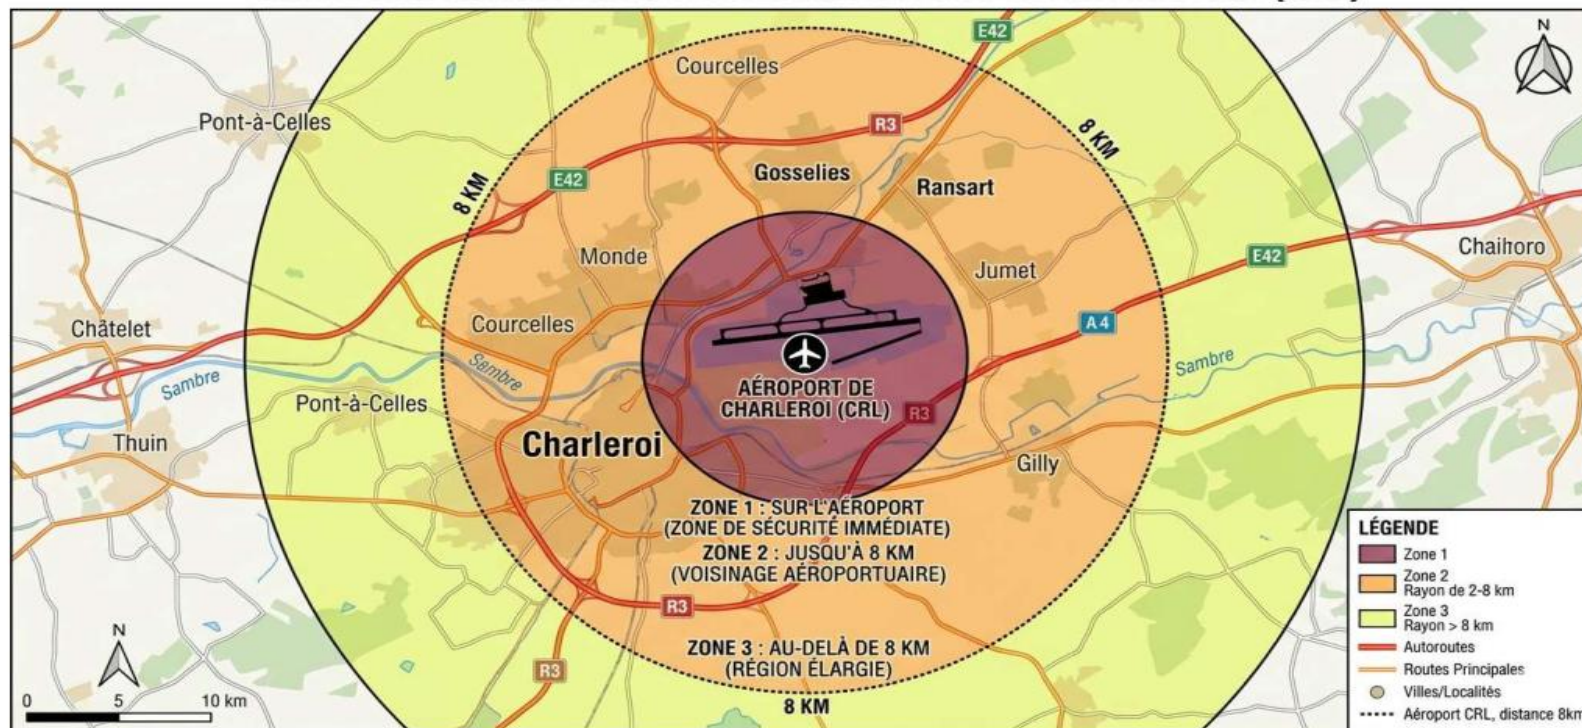 E42
N
Courcelles
Pont-à-Celles
R3
8 KM
E42
8 KM
Gosselies
Ransart
Monde
Jumet
E42
Chaihoro
Châtelet
Courcelles
A4
Sambre
Sambre
Sambre
AÉROPORT DE
CHARLEROI (CRL)
R3
Pont-à-Celles
Thuin
Charleroi
Gilly
ZONE 1 : SUR L'AÉROPORT
(ZONE DE SÉCURITÉ IMMÉDIATE)
ZONE 2 : JUSQU'À 8 KM
(VOISINAGE AÉROPORTUAIRE)
R3
ZONE 3 : AU-DELÀ DE 8 KM
(RÉGION ÉLARGIE)
R3
8 KM
N
0 5 10 km
LÉGENDE
Zone 1
Zone 2
Rayon de 2-8 km
Zone 3
Rayon > 8 km
Autoroutes
Routes Principales
Villes/Localités
Aéroport CRL, distance 8km